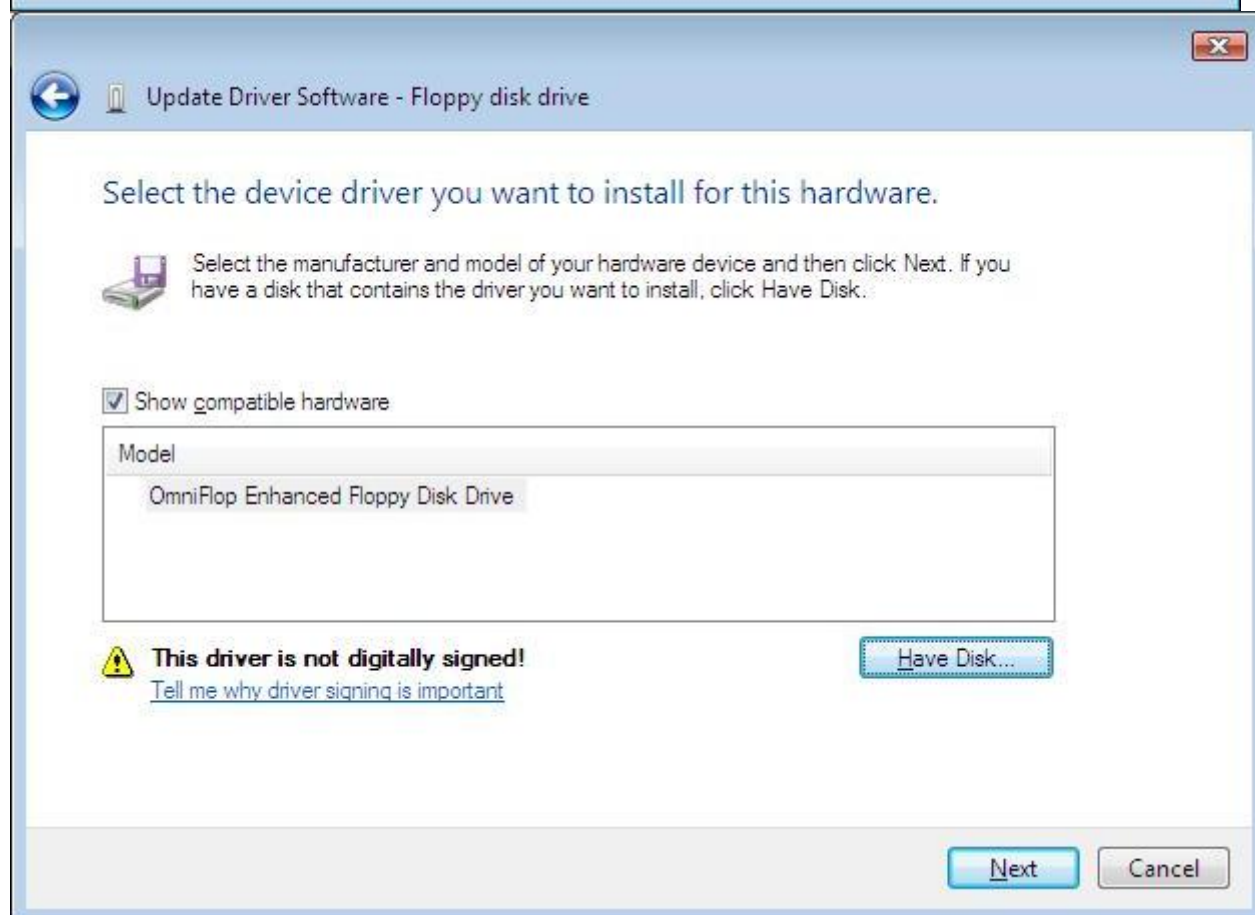 Update Driver Software - Floppy disk drive
Select the device driver you want to install for this hardware.
Select the manufacturer and model of your hardware device and then click Next. If you
have a disk that contains the driver you want to install, click Have Disk.
Show compatible hardware
Model
OmniFlop Enhanced Floppy Disk Drive
This driver is not digitally signed!
Have Disk...
Tell me why driver signing is important
Next
Cancel